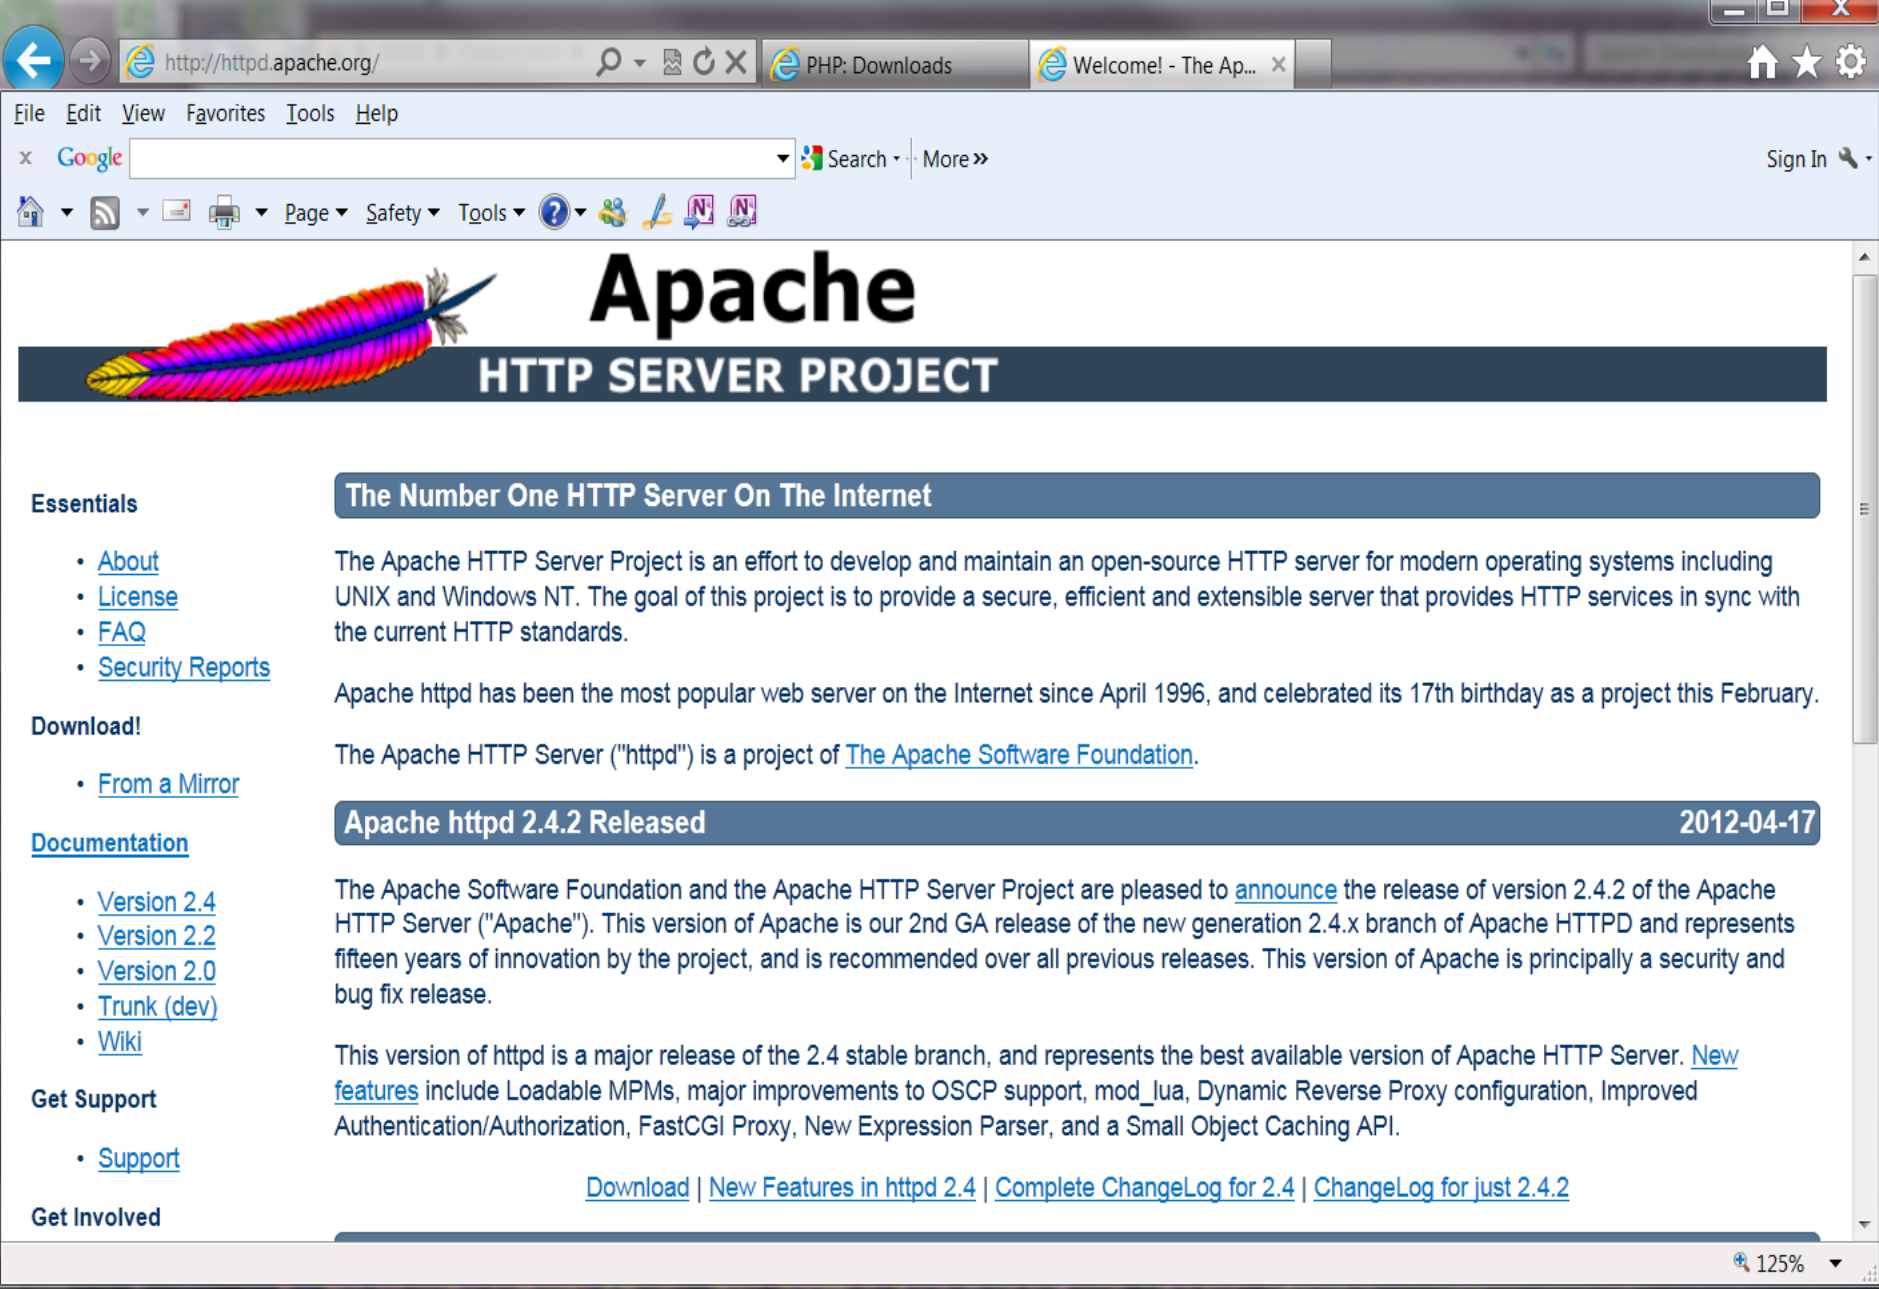 http://httpd.apache.org/
PHP: Downloads
Welcome! - The Ap...
File Edit View Favorites Tools Help
x Google
Search
More »
Sign In
Page Safety Tools
Apache
HTTP SERVER PROJECT
Essentials
• About
• License
• FAQ
• Security Reports
Download!
• From a Mirror
Documentation
• Version 2.4
• Version 2.2
• Version 2.0
• Trunk (dev)
• Wiki
Get Support
• Support
Get Involved
The Number One HTTP Server On The Internet
The Apache HTTP Server Project is an effort to develop and maintain an open-source HTTP server for modern operating systems including
UNIX and Windows NT. The goal of this project is to provide a secure, efficient and extensible server that provides HTTP services in sync with
the current HTTP standards.
Apache httpd has been the most popular web server on the Internet since April 1996, and celebrated its 17th birthday as a project this February.
The Apache HTTP Server ("httpd") is a project of The Apache Software Foundation.
Apache httpd 2.4.2 Released 2012-04-17
The Apache Software Foundation and the Apache HTTP Server Project are pleased to announce the release of version 2.4.2 of the Apache
HTTP Server ("Apache"). This version of Apache is our 2nd GA release of the new generation 2.4.x branch of Apache HTTPD and represents
fifteen years of innovation by the project, and is recommended over all previous releases. This version of Apache is principally a security and
bug fix release.
This version of httpd is a major release of the 2.4 stable branch, and represents the best available version of Apache HTTP Server. New
features include Loadable MPMs, major improvements to OSCP support, mod_lua, Dynamic Reverse Proxy configuration, Improved
Authentication/Authorization, FastCGI Proxy, New Expression Parser, and a Small Object Caching API.
Download | New Features in httpd 2.4 | Complete ChangeLog for 2.4 | ChangeLog for just 2.4.2
125%